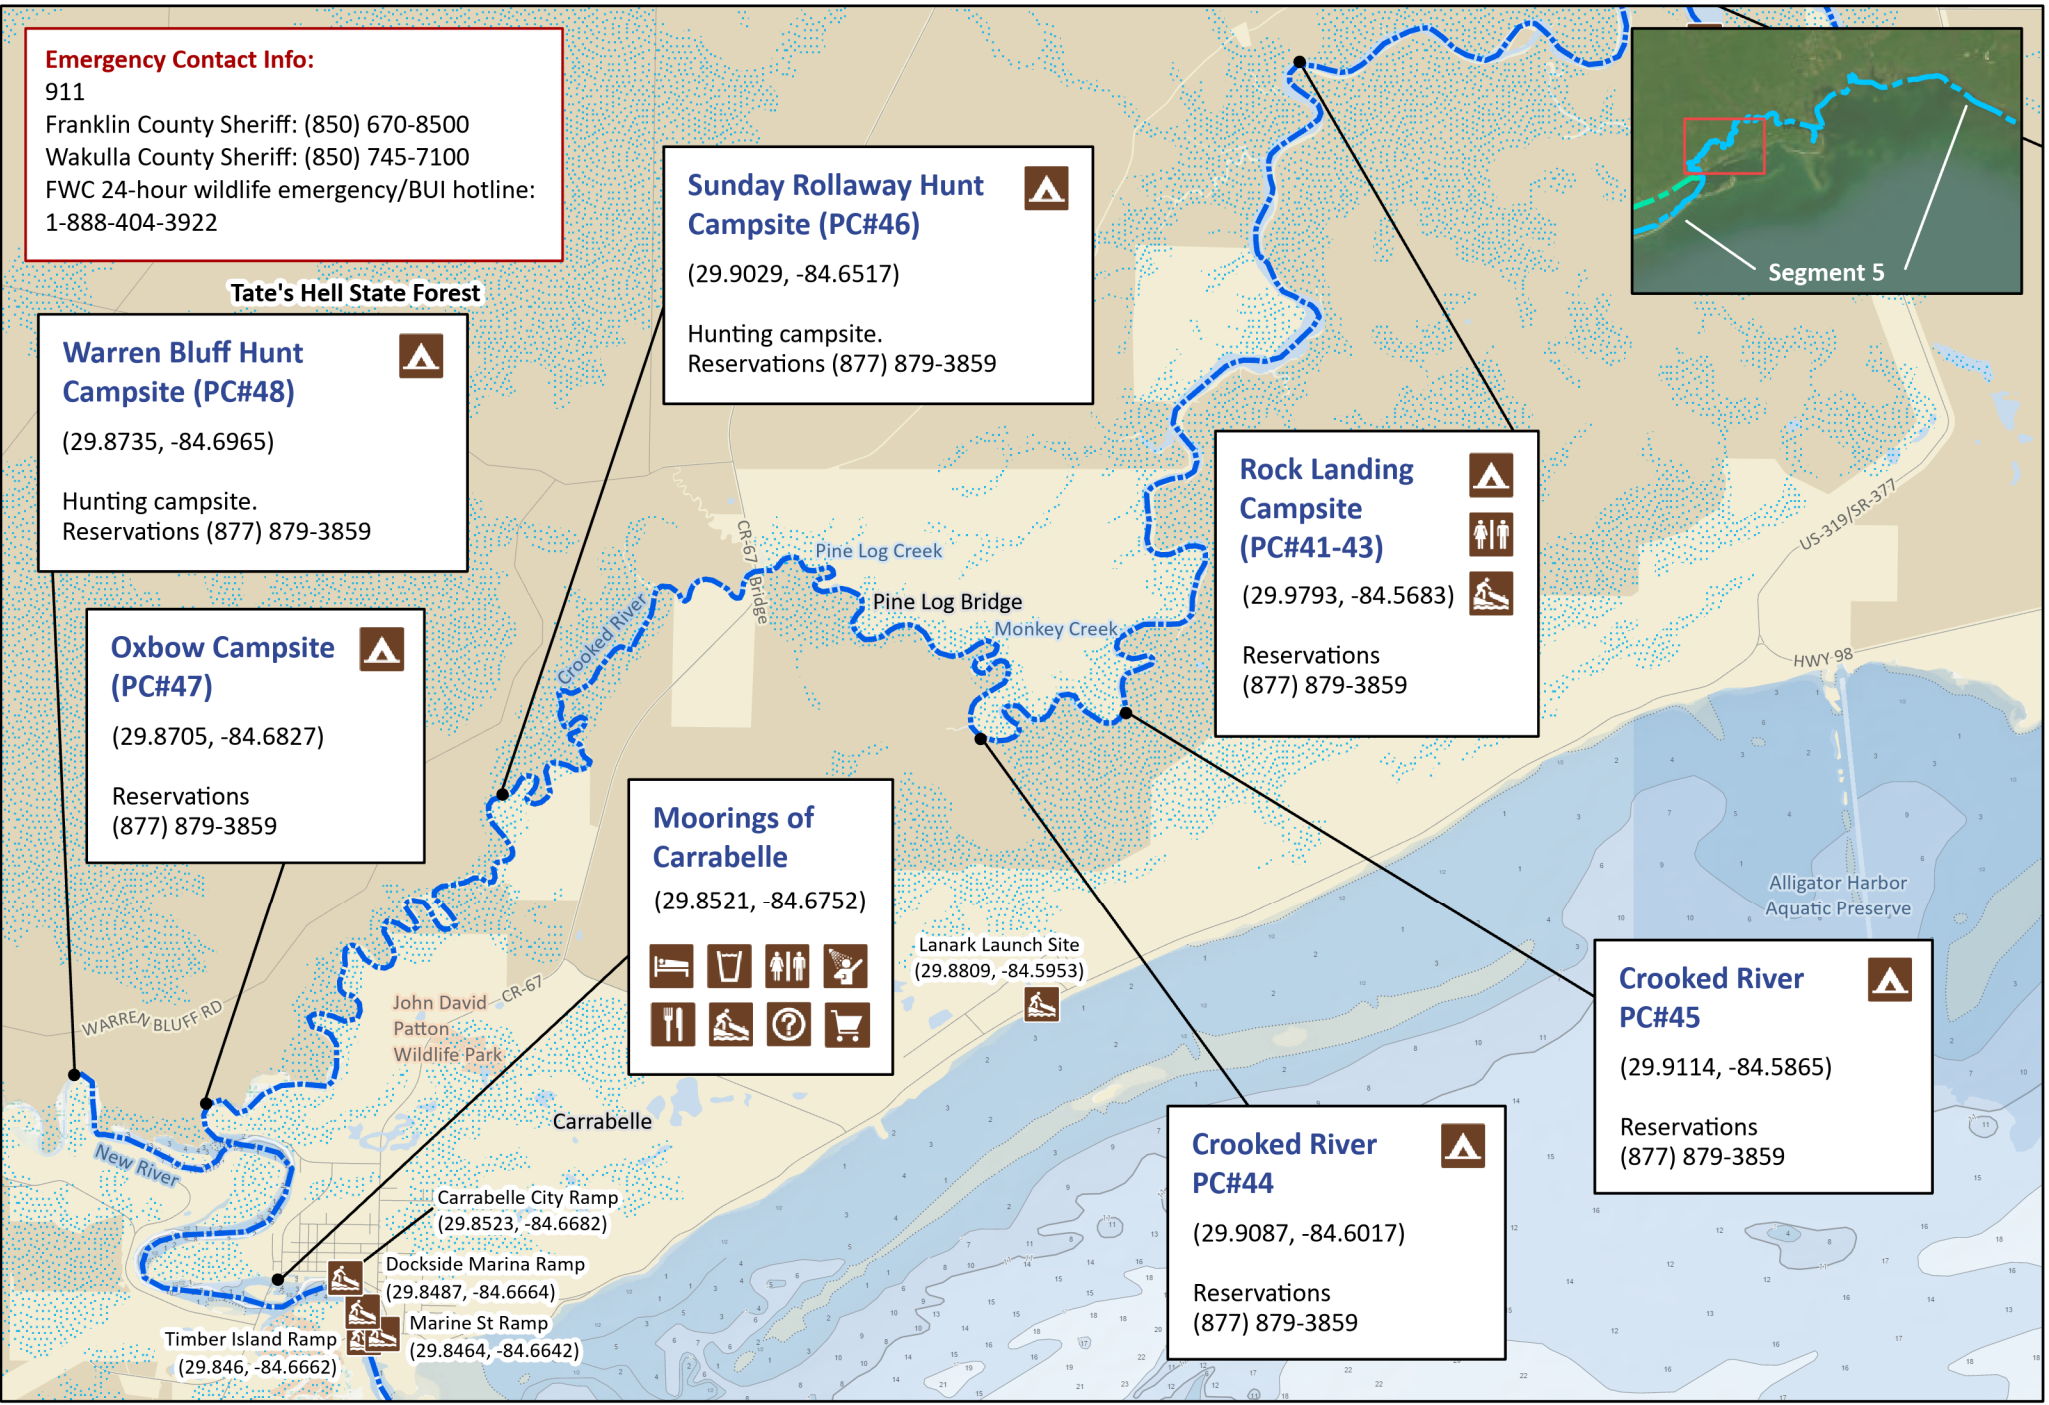 Emergency Contact Info:
911
Franklin County Sheriff: (850) 670-8500
Wakulla County Sheriff: (850) 745-7100
FWC 24-hour wildlife emergency/BUI hotline:
1-888-404-3922
Tate's Hell State Forest
Segment 5
Sunday Rollaway Hunt
Campsite (PC#46)
(29.9029, -84.6517)
Hunting campsite.
Reservations (877) 879-3859
Warren Bluff Hunt
Campsite (PC#48)
(29.8735, -84.6965)
Hunting campsite.
Reservations (877) 879-3859
Rock Landing
Campsite
(PC#41-43)
(29.9793, -84.5683)
Reservations
(877) 879-3859
US-319/SR-377
HWY 98
CR-67 Bridge
Pine Log Creek
Pine Log Bridge
Monkey Creek
Crooked River
Oxbow Campsite
(PC#47)
(29.8705, -84.6827)
Reservations
(877) 879-3859
Moorings of
Carrabelle
(29.8521, -84.6752)
?
Lanark Launch Site
(29.8809, -84.5953)
Alligator Harbor
Aquatic Preserve
Crooked River
PC#45
(29.9114, -84.5865)
Reservations
(877) 879-3859
Crooked River
PC#44
(29.9087, -84.6017)
Reservations
(877) 879-3859
WARREN BLUFF RD
CR-67
John David
Patton
Wildlife Park
Carrabelle
New River
Carrabelle City Ramp
(29.8523, -84.6682)
Dockside Marina Ramp
(29.8487, -84.6664)
Marine St Ramp
(29.8464, -84.6642)
Timber Island Ramp
(29.846, -84.6662)